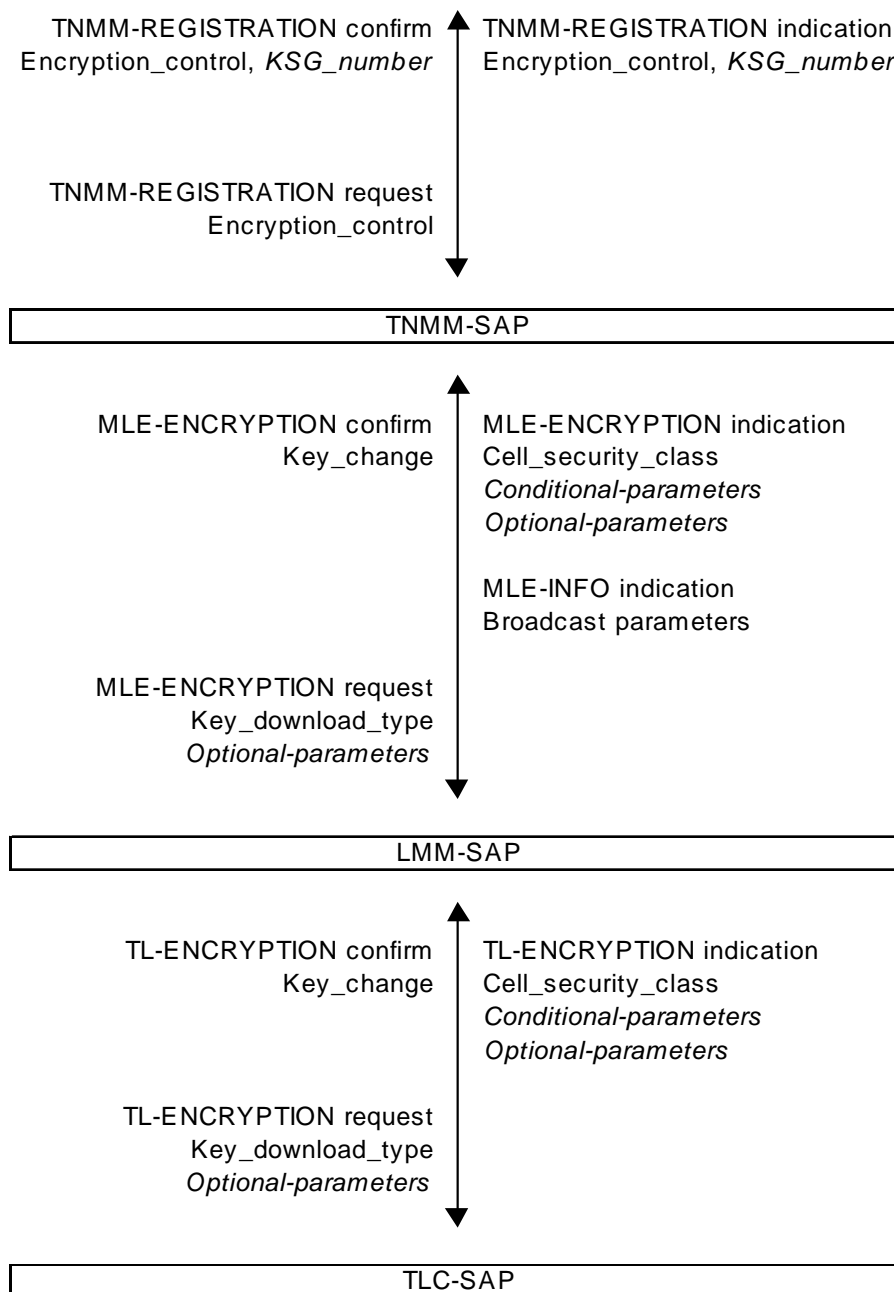 TNMM-REGISTRATION confirm
Encryption_control, KSG_number
TNMM-REGISTRATION indication
Encryption_control, KSG_number
TNMM-REGISTRATION request
Encryption_control
TNMM-SAP
MLE-ENCRYPTION confirm
Key_change
MLE-ENCRYPTION indication
Cell_security_class
Conditional-parameters
Optional-parameters
MLE-INFO indication
Broadcast parameters
MLE-ENCRYPTION request
Key_download_type
Optional-parameters
LMM-SAP
TL-ENCRYPTION confirm
Key_change
TL-ENCRYPTION indication
Cell_security_class
Conditional-parameters
Optional-parameters
TL-ENCRYPTION request
Key_download_type
Optional-parameters
TLC-SAP